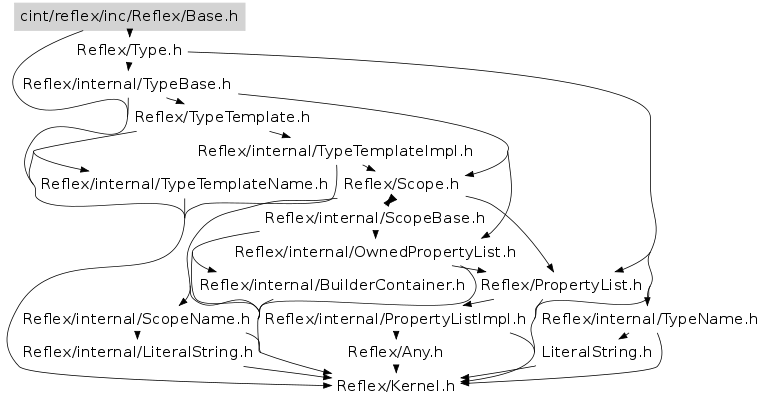 cint/reflex/inc/Reflex/Base.h
Reflex/Type.h
Reflex/internal/TypeBase.h
Reflex/TypeTemplate.h
Reflex/internal/TypeTemplateImpl.h
Reflex/internal/TypeTemplateName.h
Reflex/Scope.h
Reflex/internal/ScopeBase.h
Reflex/internal/OwnedPropertyList.h
Reflex/internal/BuilderContainer.h
Reflex/PropertyList.h
Reflex/internal/ScopeName.h
Reflex/internal/PropertyListImpl.h
Reflex/internal/TypeName.h
Reflex/internal/LiteralString.h
Reflex/Any.h
LiteralString.h
Reflex/Kernel.h